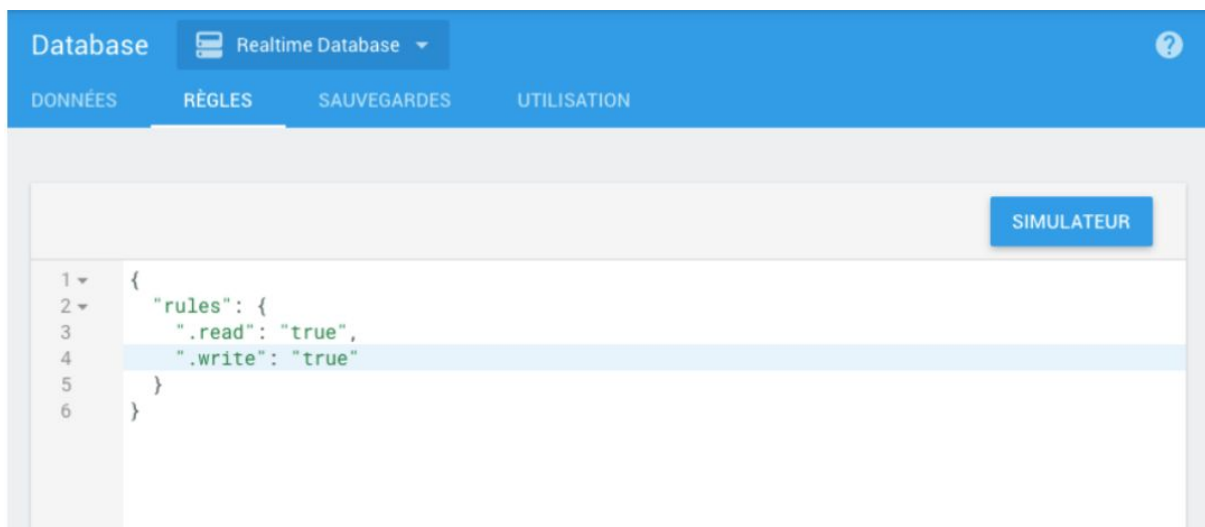 Database Realtime Database ?
DONNÉES RÈGLES SAUVEGARDES UTILISATION
SIMULATEUR
1 {
2 "rules": {
3 ".read": "true",
4 ".write": "true"
5 }
6 }